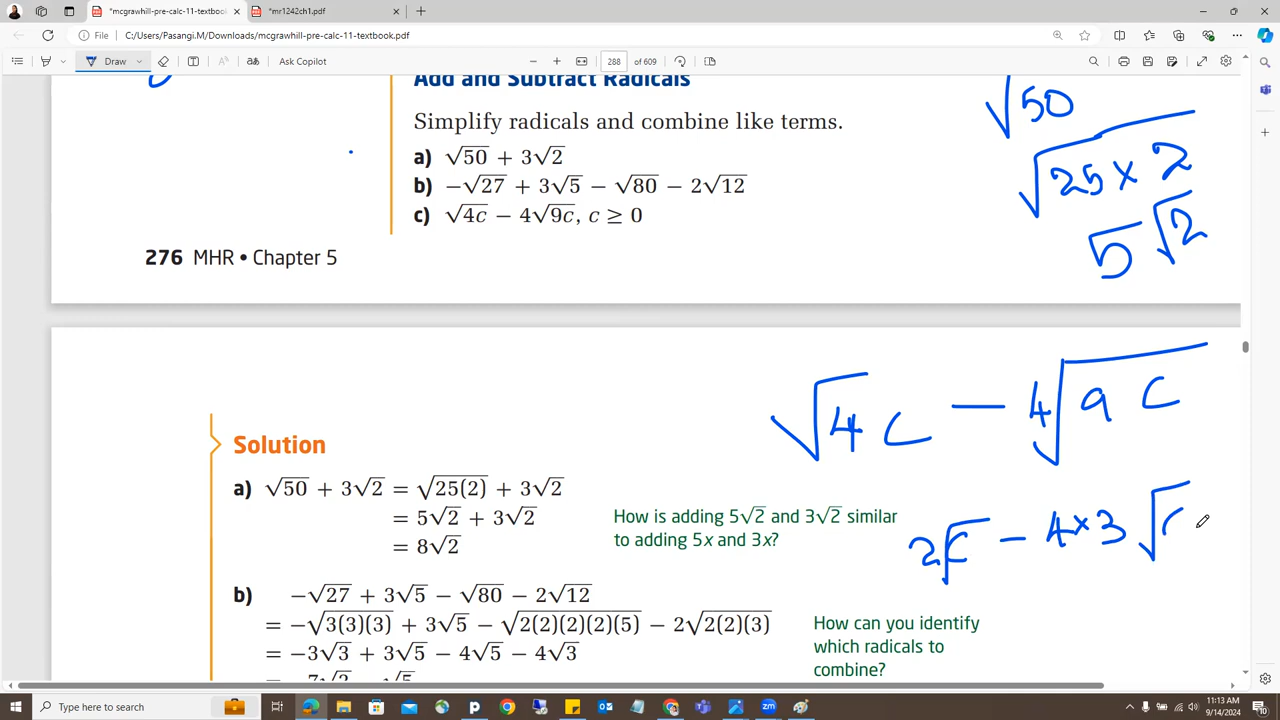 *mcgrawhill-pre-calc-11-textbook.pdf
*mr1242ch1.pdf
File
C:/Users/Pasangi.M/Downloads/mcgrawhill-pre-calc-11-textbook.pdf
Draw
Ask Copilot
288 of 609
Add and Subtract Radicals
Simplify radicals and combine like terms.
a) √50 + 3√2
b) −√27 + 3√5 − √80 − 2√12
c) √4c − 4√9c, c ≥ 0
276 MHR • Chapter 5
√50
√25 × 2
5√2
√4c − 4√9c
2√c − 4×3√c
Solution
a) √50 + 3√2 = √25(2) + 3√2
= 5√2 + 3√2
= 8√2
How is adding 5√2 and 3√2 similar
to adding 5x and 3x?
b) −√27 + 3√5 − √80 − 2√12
= −√3(3)(3) + 3√5 − √2(2)(2)(2)(5) − 2√2(2)(3)
= −3√3 + 3√5 − 4√5 − 4√3
How can you identify
which radicals to
combine?
Type here to search
11:13 AM
9/14/2024